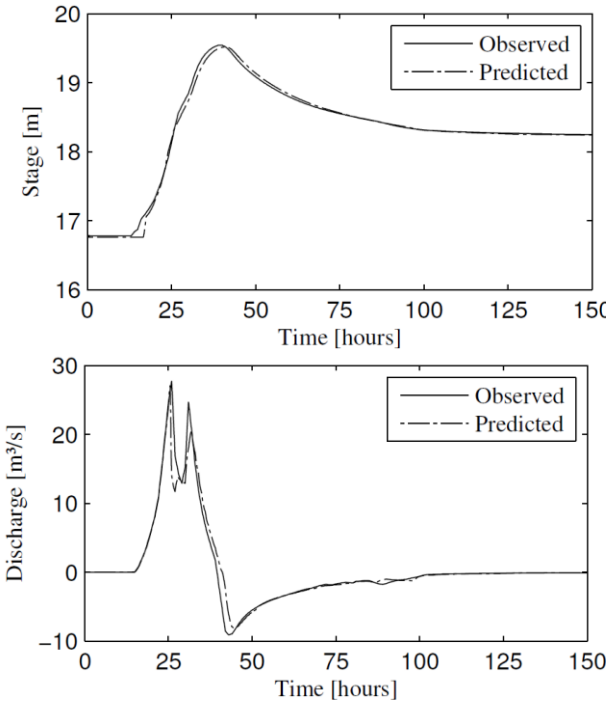 20
19
18
17
16
Stage [m]
Observed
Predicted
0 25 50 75 100 125 150
Time [hours]
30
20
10
0
−10
Discharge [m³/s]
Observed
Predicted
0 25 50 75 100 125 150
Time [hours]